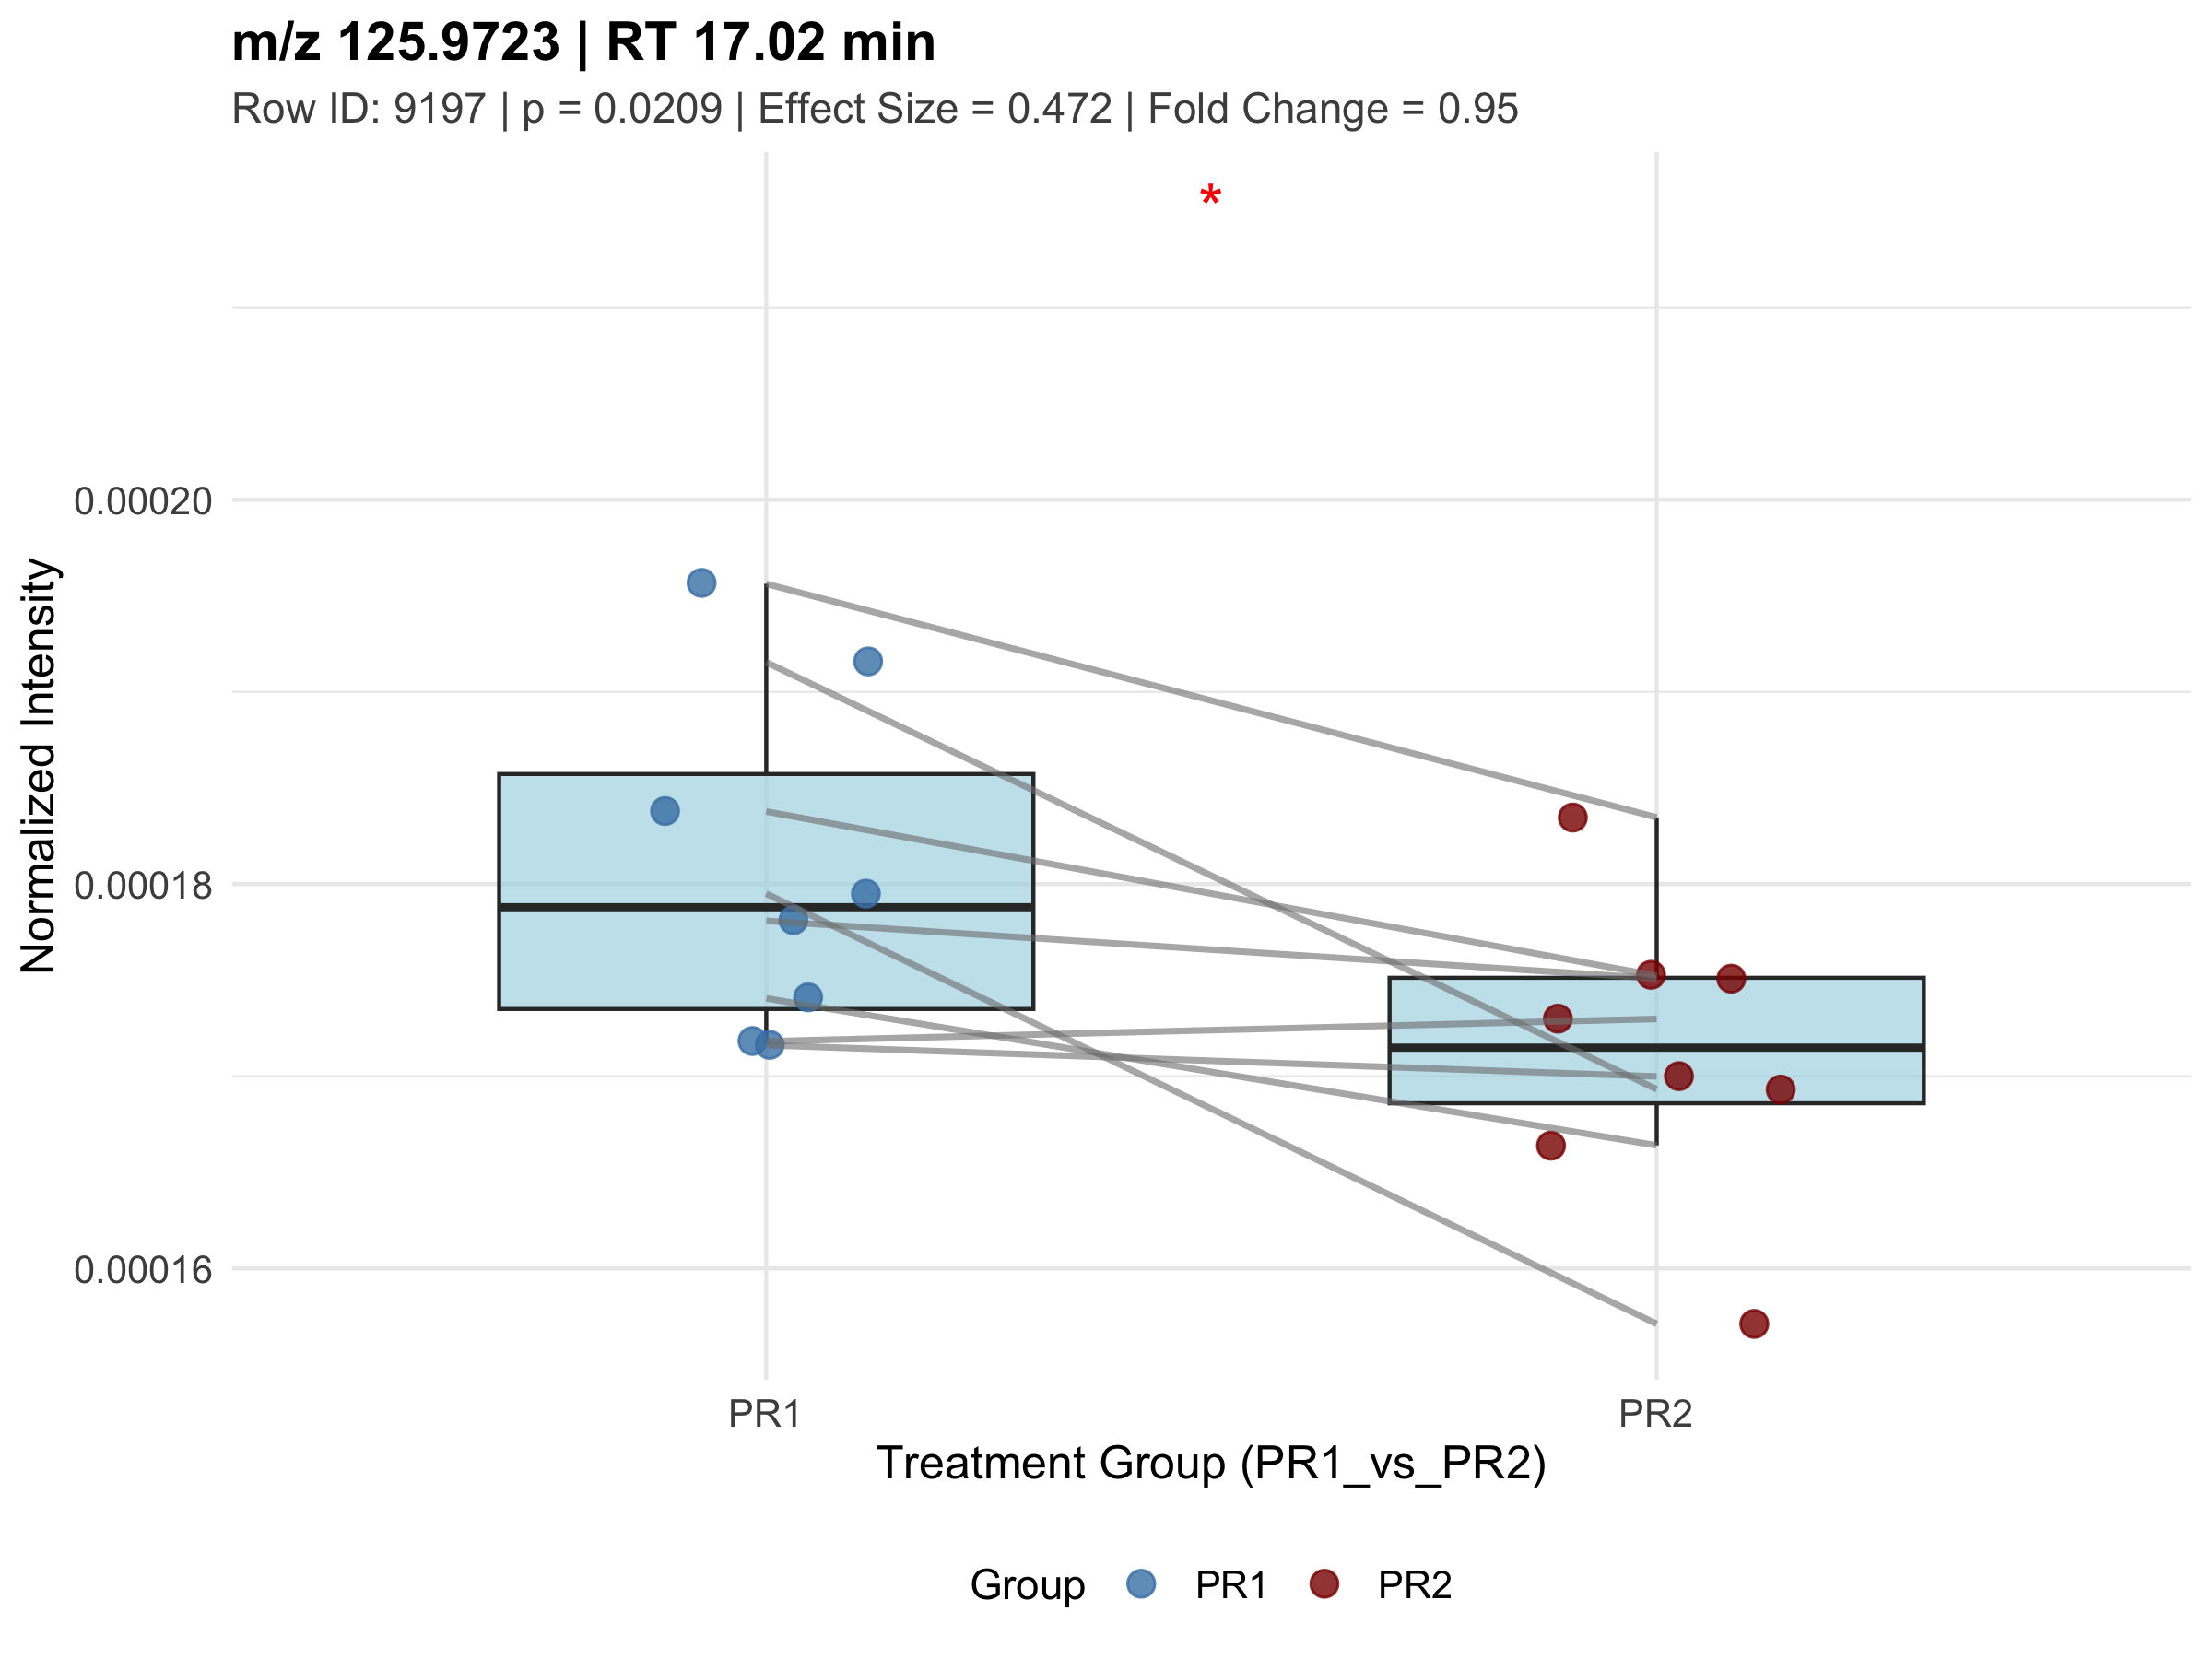 m/z 125.9723 | RT 17.02 min
Row ID: 9197 | p = 0.0209 | Effect Size = 0.472 | Fold Change = 0.95
*
0.00020
0.00018
0.00016
Normalized Intensity
PR1
PR2
Treatment Group (PR1_vs_PR2)
Group PR1 PR2